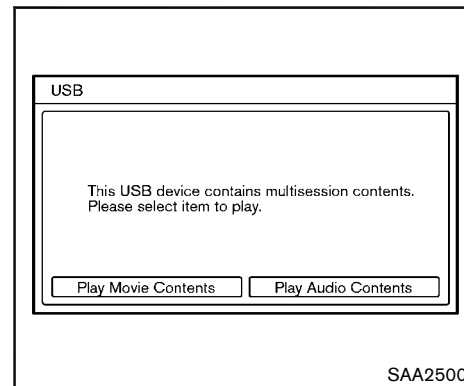 USB
This USB device contains multisession contents.
Please select item to play.
Play Movie Contents
Play Audio Contents
SAA2500